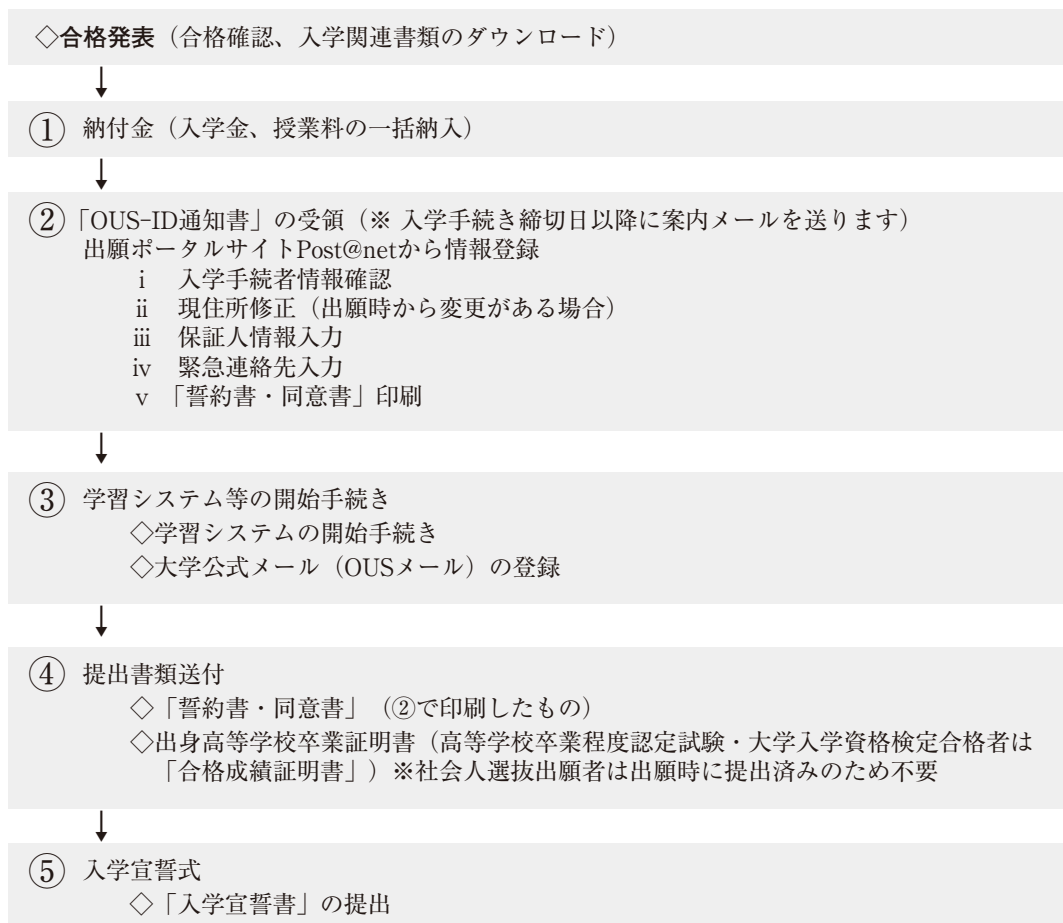 ◇合格発表（合格確認、入学関連書類のダウンロード）
① 納付金（入学金、授業料の一括納入）
②「OUS-ID通知書」の受領（※ 入学手続き締切日以降に案内メールを送ります）
出願ポータルサイトPost@netから情報登録
ⅰ 入学手続者情報確認
ⅱ 現住所修正（出願時から変更がある場合）
ⅲ 保証人情報入力
ⅳ 緊急連絡先入力
ⅴ 「誓約書・同意書」印刷
③ 学習システム等の開始手続き
◇学習システムの開始手続き
◇大学公式メール（OUSメール）の登録
④ 提出書類送付
◇「誓約書・同意書」（②で印刷したもの）
◇出身高等学校卒業証明書（高等学校卒業程度認定試験・大学入学資格検定合格者は
「合格成績証明書」）※社会人選抜出願者は出願時に提出済みのため不要
⑤ 入学宣誓式
◇「入学宣誓書」の提出